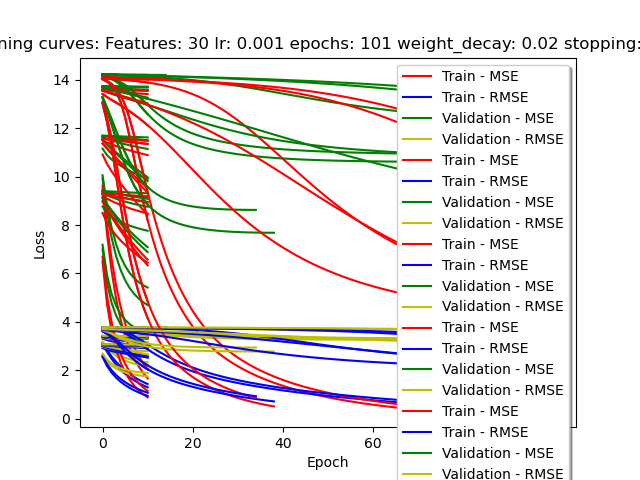 ning curves: Features: 30 lr: 0.001 epochs: 101 weight_decay: 0.02 stopping:
14
12
10
8
6
4
2
0
Loss
0 20 40 60
Epoch
Train - MSE
Train - RMSE
Validation - MSE
Validation - RMSE
Train - MSE
Train - RMSE
Validation - MSE
Validation - RMSE
Train - MSE
Train - RMSE
Validation - MSE
Validation - RMSE
Train - MSE
Train - RMSE
Validation - MSE
Validation - RMSE
Train - MSE
Train - RMSE
Validation - MSE
Validation - RMSE